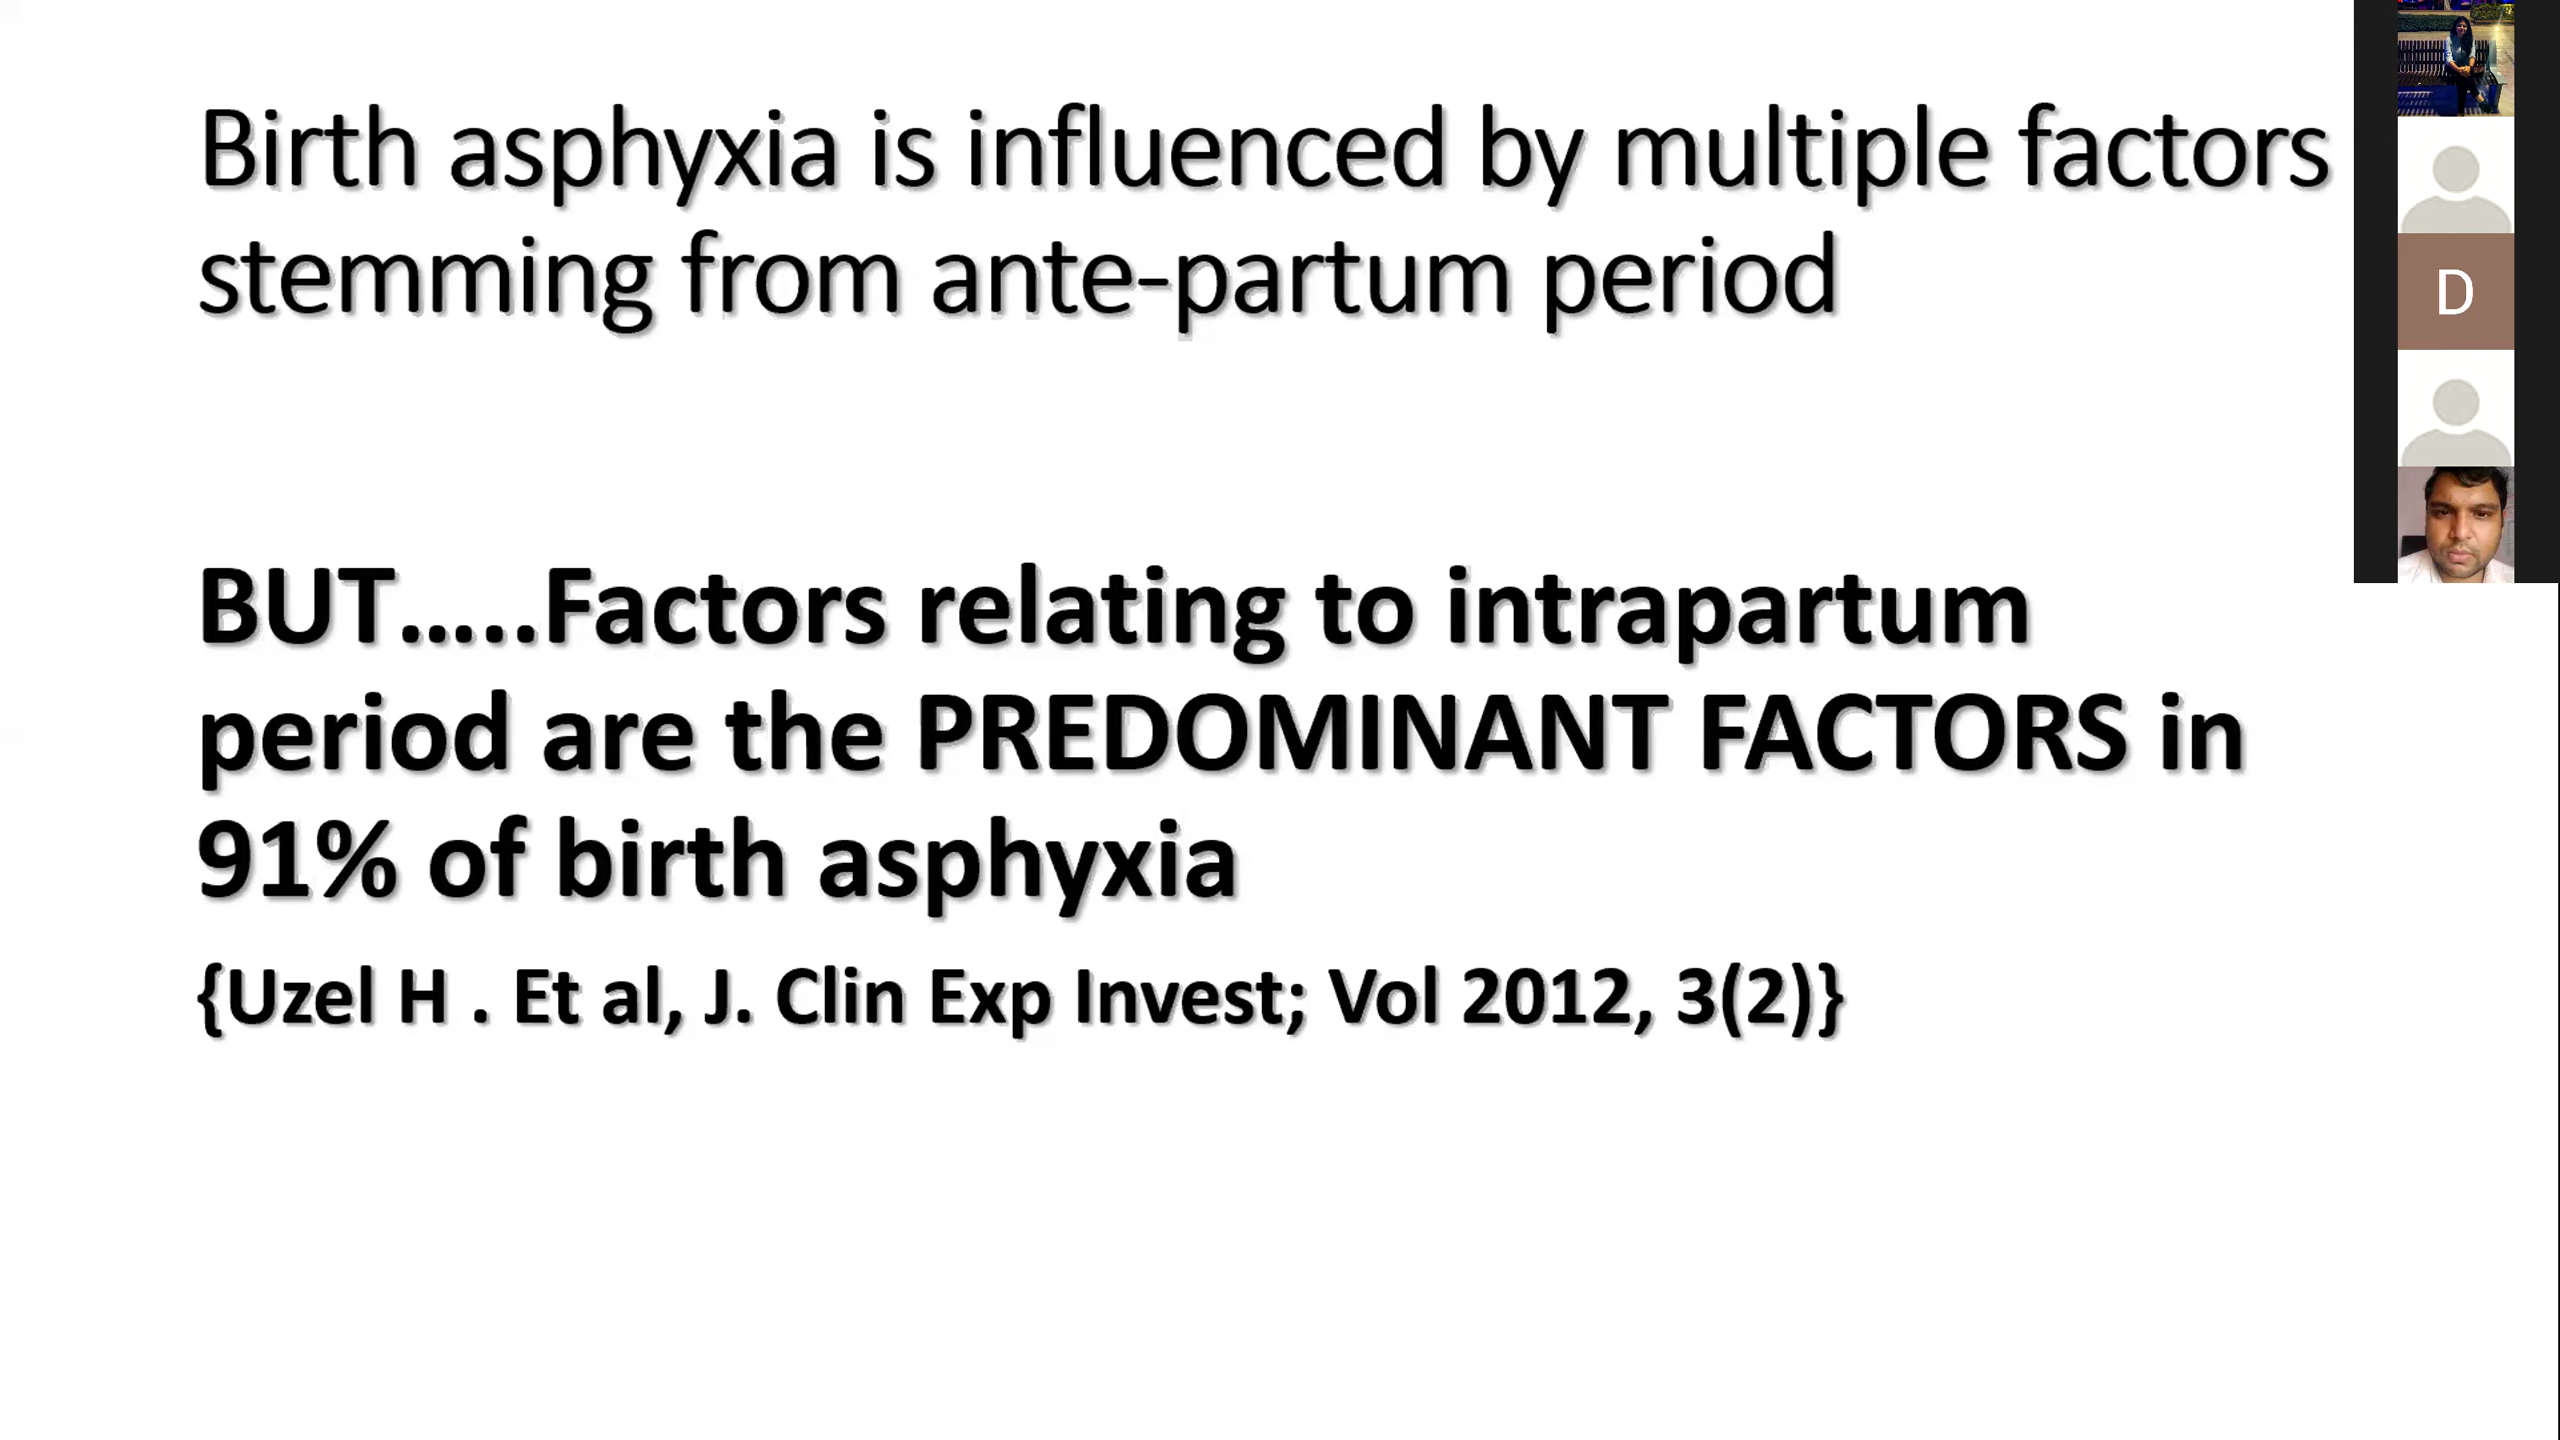 Birth asphyxia is influenced by multiple factors
stemming from ante-partum period
BUT…..Factors relating to intrapartum
period are the PREDOMINANT FACTORS in
91% of birth asphyxia
{Uzel H . Et al, J. Clin Exp Invest; Vol 2012, 3(2)}
D